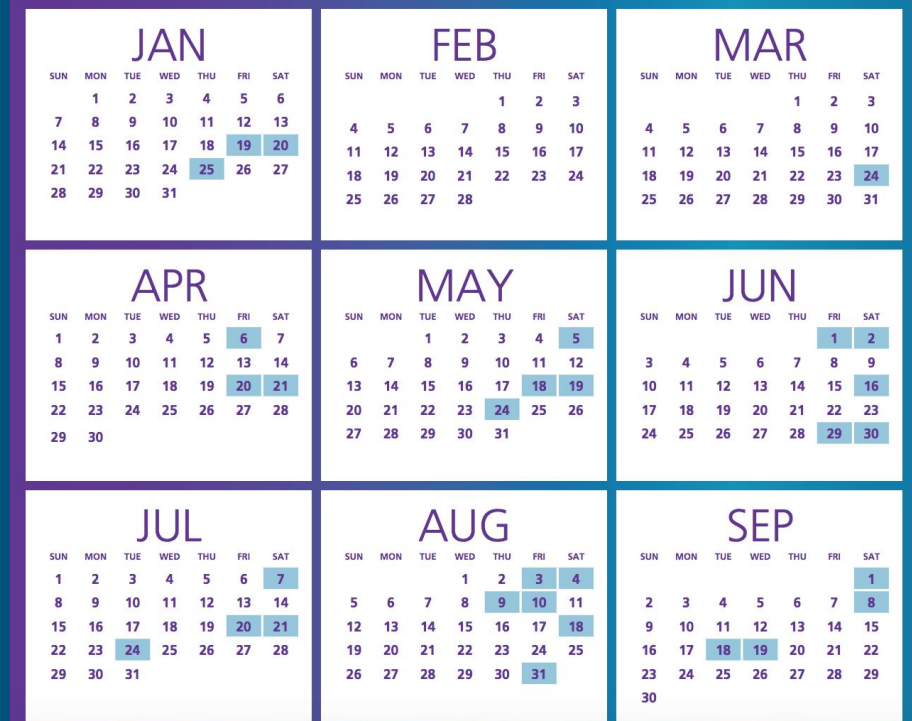 JAN
SUN MON TUE WED THU FRI SAT
1 2 3 4 5 6
7 8 9 10 11 12 13
14 15 16 17 18 19 20
21 22 23 24 25 26 27
28 29 30 31
FEB
SUN MON TUE WED THU FRI SAT
1 2 3
4 5 6 7 8 9 10
11 12 13 14 15 16 17
18 19 20 21 22 23 24
25 26 27 28
MAR
SUN MON TUE WED THU FRI SAT
1 2 3
4 5 6 7 8 9 10
11 12 13 14 15 16 17
18 19 20 21 22 23 24
25 26 27 28 29 30 31
APR
SUN MON TUE WED THU FRI SAT
1 2 3 4 5 6 7
8 9 10 11 12 13 14
15 16 17 18 19 20 21
22 23 24 25 26 27 28
29 30
MAY
SUN MON TUE WED THU FRI SAT
1 2 3 4 5
6 7 8 9 10 11 12
13 14 15 16 17 18 19
20 21 22 23 24 25 26
27 28 29 30 31
JUN
SUN MON TUE WED THU FRI SAT
1 2
3 4 5 6 7 8 9
10 11 12 13 14 15 16
17 18 19 20 21 22 23
24 25 26 27 28 29 30
JUL
SUN MON TUE WED THU FRI SAT
1 2 3 4 5 6 7
8 9 10 11 12 13 14
15 16 17 18 19 20 21
22 23 24 25 26 27 28
29 30 31
AUG
SUN MON TUE WED THU FRI SAT
1 2 3 4
5 6 7 8 9 10 11
12 13 14 15 16 17 18
19 20 21 22 23 24 25
26 27 28 29 30 31
SEP
SUN MON TUE WED THU FRI SAT
1
2 3 4 5 6 7 8
9 10 11 12 13 14 15
16 17 18 19 20 21 22
23 24 25 26 27 28 29
30